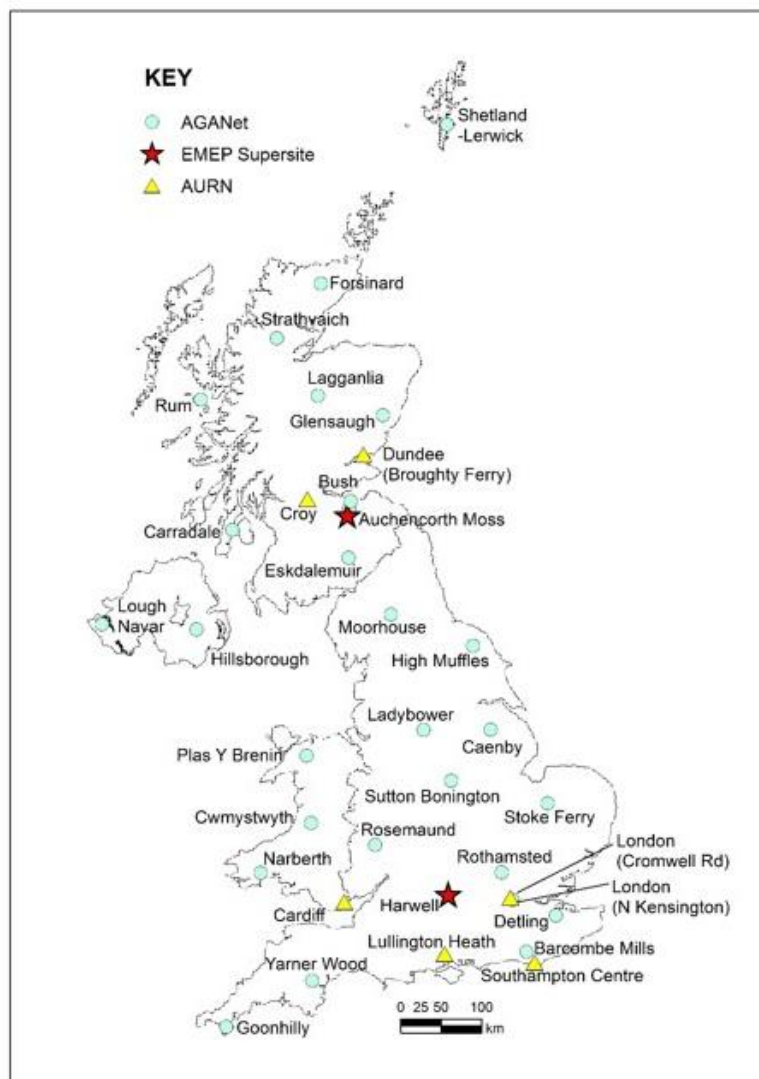 KEY
AGANet
EMEP Supersite
AURN
Shetland
-Lerwick
Forsinard
Strathvaich
Lagganlia
Rum
Glensaugh
Dundee
(Broughty Ferry)
Bush
Croy
Auchencorth Moss
Carradale
Eskdalemuir
Lough
Navar
Moorhouse
Hillsborough
High Muffles
Ladybower
Caenby
Plas Y Brenin
Sutton Bonington
Stoke Ferry
Cwmystwyth
Rosemaund
London
(Cromwell Rd)
Narberth
Rothamsted
London
(N Kensington)
Harwell
Cardiff
Detling
Lullington Heath
Barcombe Mills
Yarner Wood
Southampton Centre
Goonhilly
0 25 50 100
km